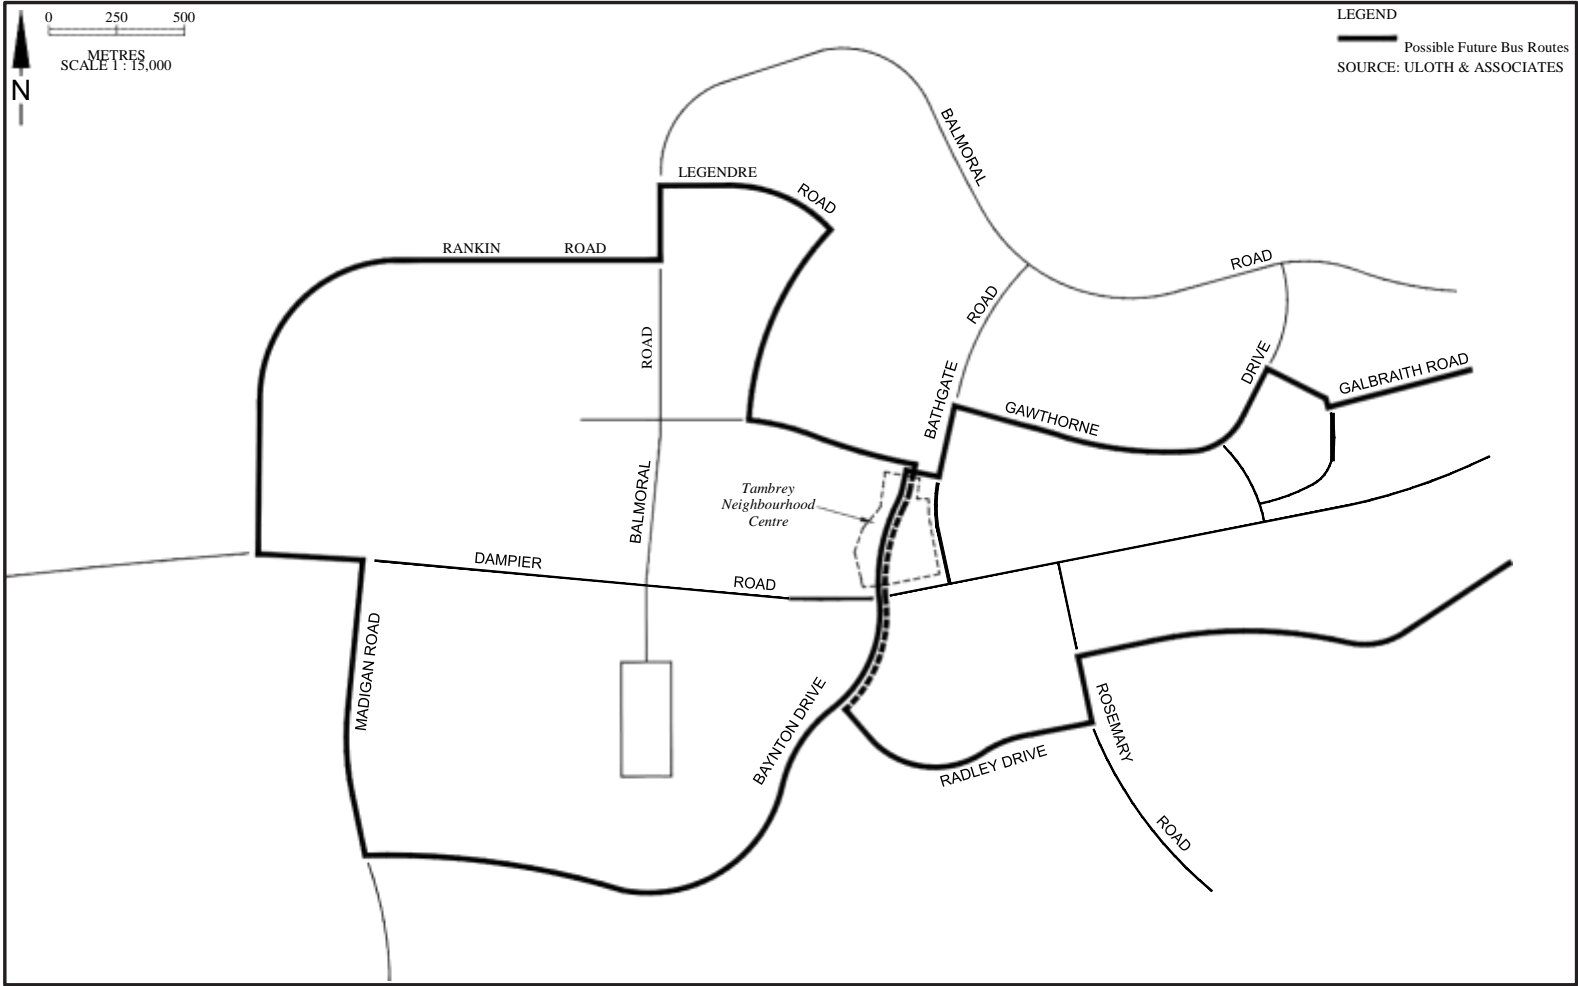 0 250 500
METRES
SCALE 1 : 15,000
N
LEGEND
Possible Future Bus Routes
SOURCE: ULOTH & ASSOCIATES
BALMORAL
LEGENDRE
ROAD
RANKIN ROAD
ROAD
ROAD
ROAD
BATHGATE
DRIVE
GALBRAITH ROAD
GAWTHORNE
BALMORAL
Tambrey
Neighbourhood
Centre
DAMPIER
ROAD
MADIGAN ROAD
BAYNTON DRIVE
RADLEY DRIVE
ROSEMARY
ROAD